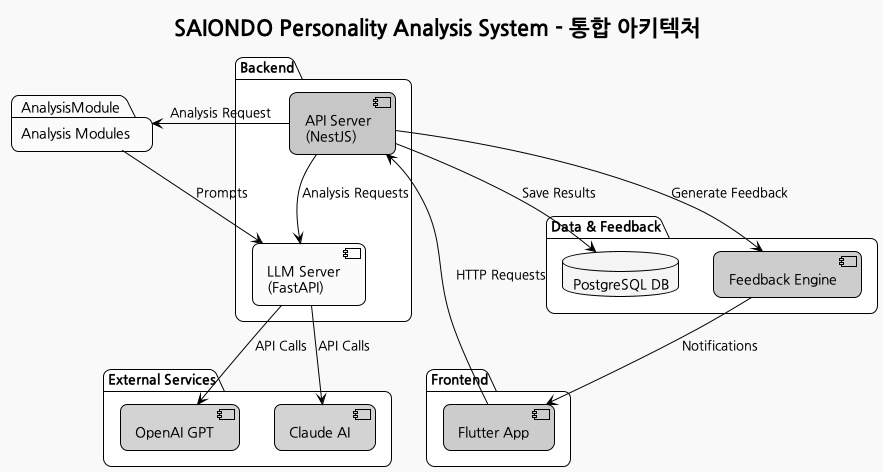 SAIONDO Personality Analysis System - 통합 아키텍처
Backend
AnalysisModule
Analysis Modules
Analysis Request
API Server
(NestJS)
Prompts
Analysis Requests
Save Results
Generate Feedback
Data & Feedback
LLM Server
(FastAPI)
HTTP Requests
PostgreSQL DB
Feedback Engine
API Calls
API Calls
Notifications
External Services
Frontend
OpenAI GPT
Claude AI
Flutter App